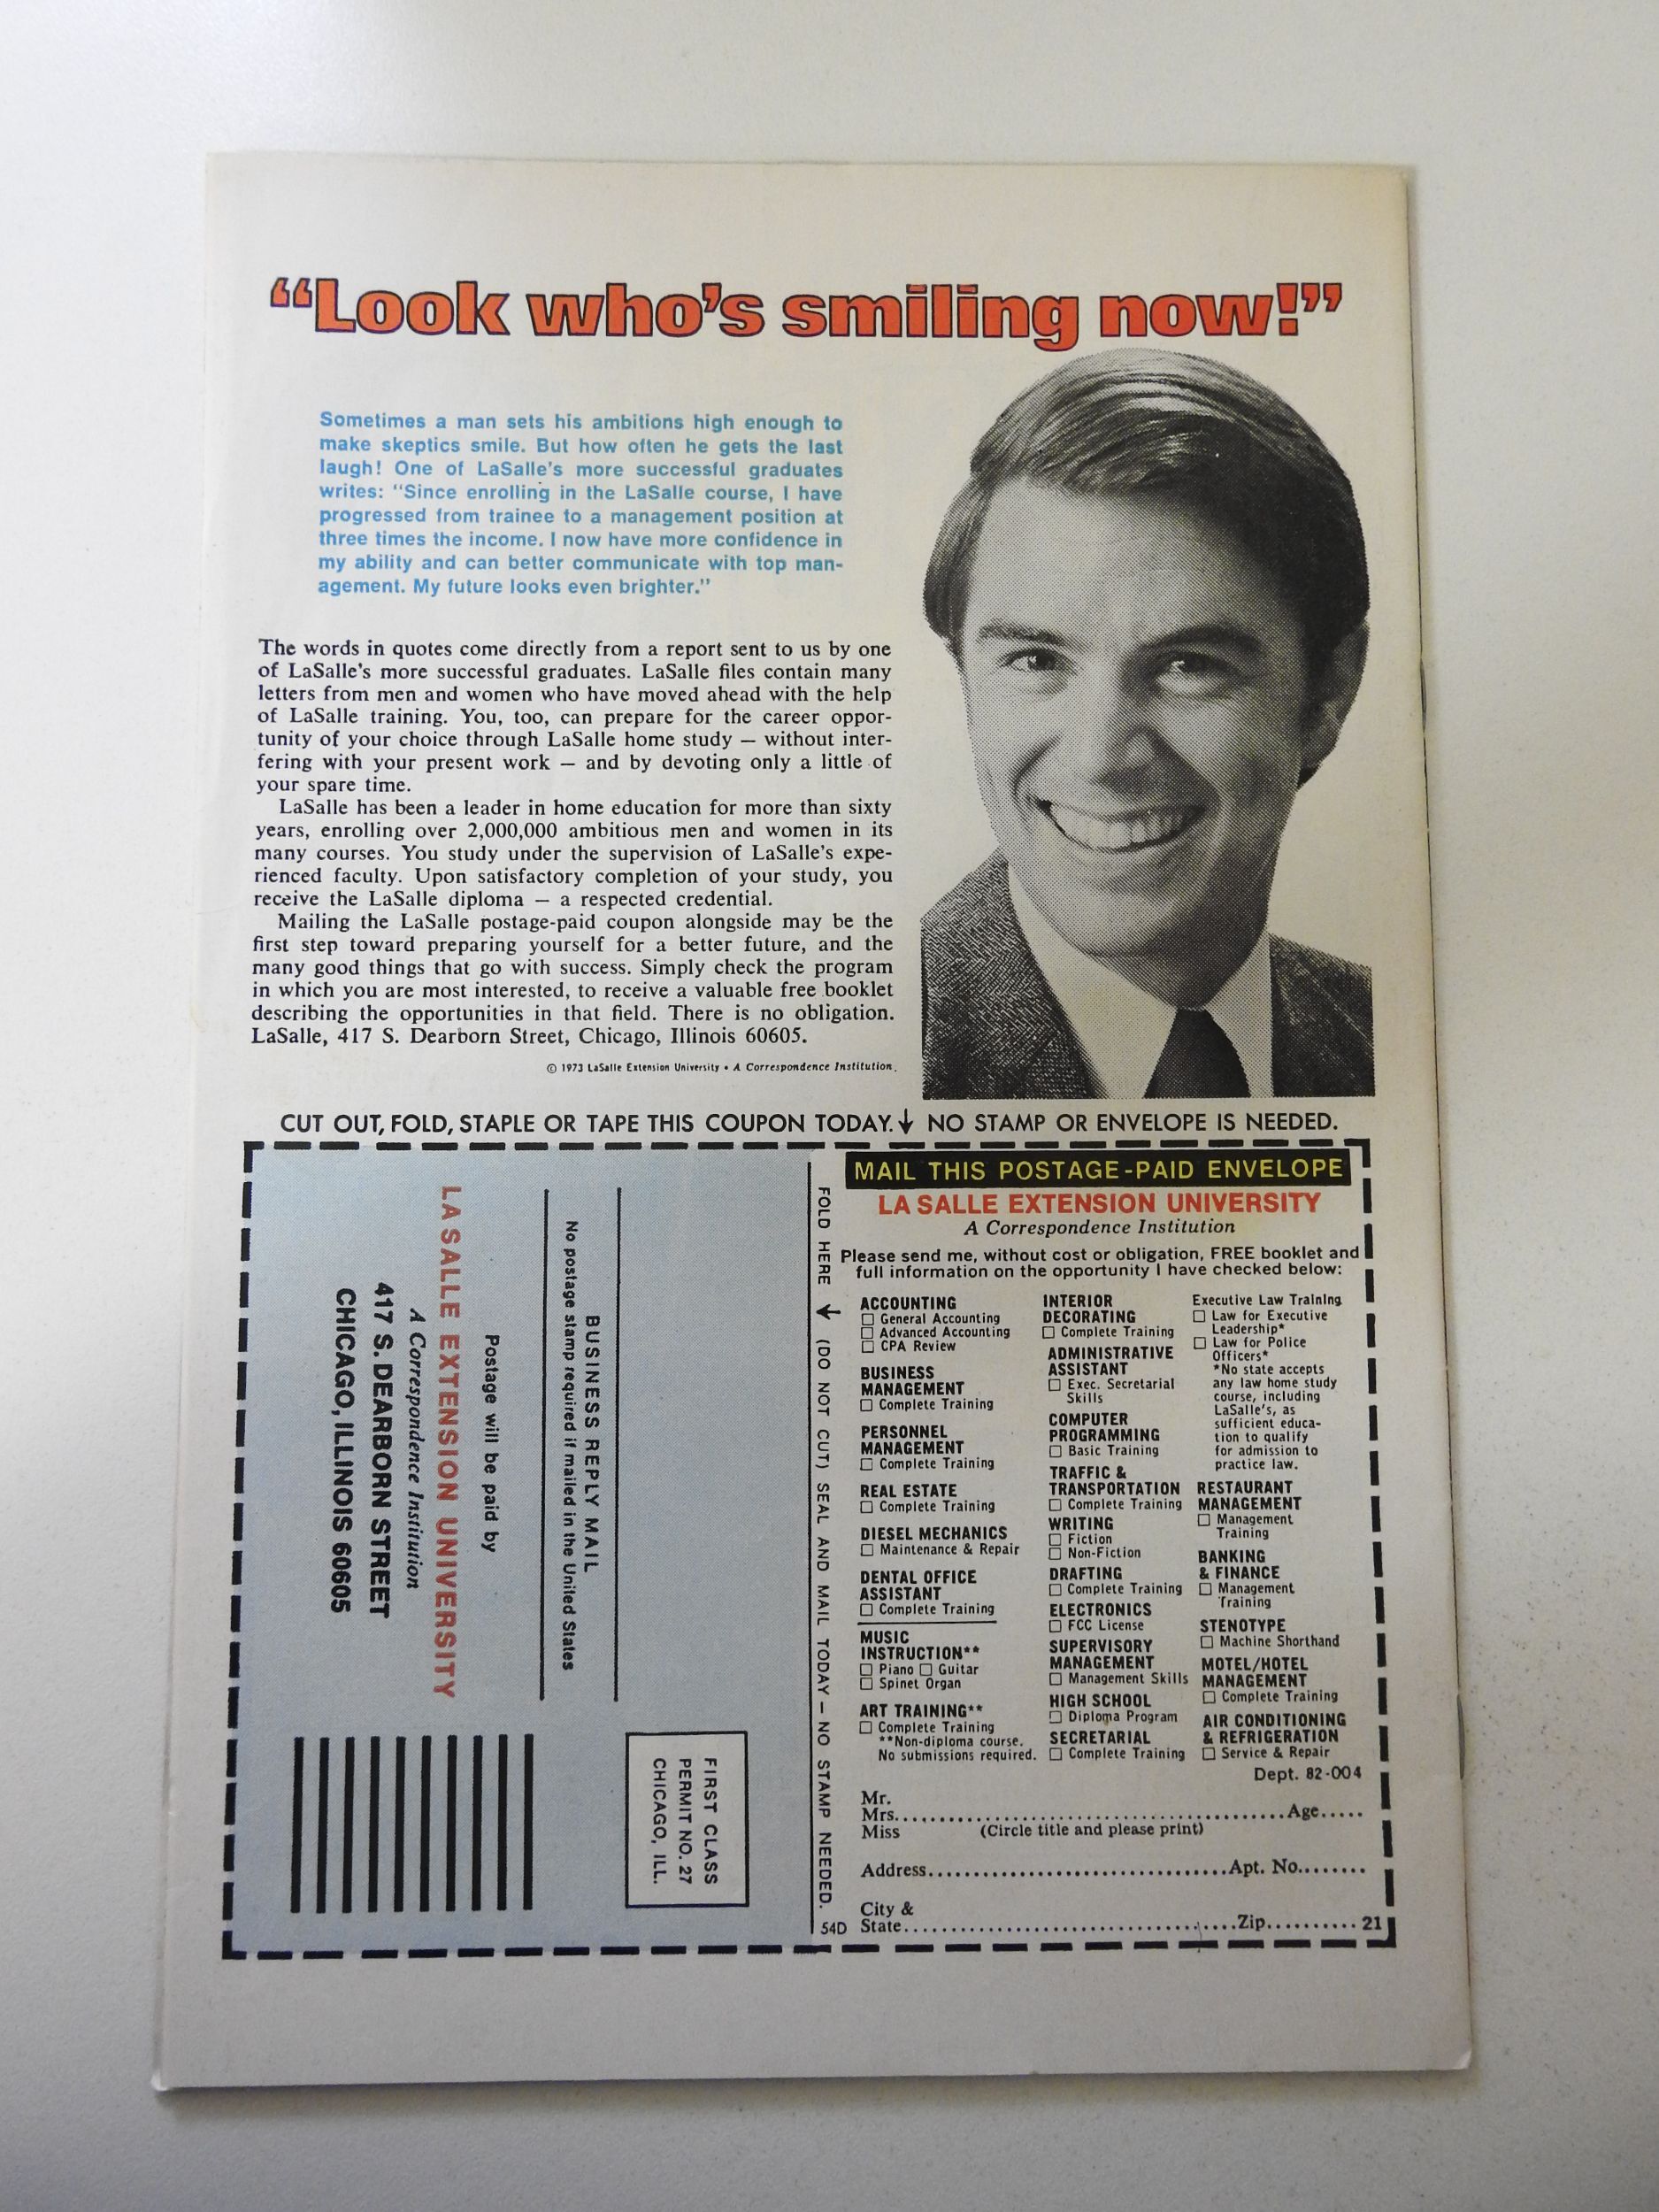 “Look who’s smiling now!”
Sometimes a man sets his ambitions high enough to
make skeptics smile. But how often he gets the last
laugh! One of LaSalle’s more successful graduates
writes: “Since enrolling in the LaSalle course, I have
progressed from trainee to a management position at
three times the income. I now have more confidence in
my ability and can better communicate with top man-
agement. My future looks even brighter.”
The words in quotes come directly from a report sent to us by one
of LaSalle’s more successful graduates. LaSalle files contain many
letters from men and women who have moved ahead with the help
of LaSalle training. You, too, can prepare for the career oppor-
tunity of your choice through LaSalle home study — without inter-
fering with your present work — and by devoting only a little of
your spare time.
LaSalle has been a leader in home education for more than sixty
years, enrolling over 2,000,000 ambitious men and women in its
many courses. You study under the supervision of LaSalle’s expe-
rienced faculty. Upon satisfactory completion of your study, you
receive the LaSalle diploma — a respected credential.
Mailing the LaSalle postage-paid coupon alongside may be the
first step toward preparing yourself for a better future, and the
many good things that go with success. Simply check the program
in which you are most interested, to receive a valuable free booklet
describing the opportunities in that field. There is no obligation.
LaSalle, 417 S. Dearborn Street, Chicago, Illinois 60605.
© 1973 LaSalle Extension University • A Correspondence Institution.
CUT OUT, FOLD, STAPLE OR TAPE THIS COUPON TODAY.↓ NO STAMP OR ENVELOPE IS NEEDED.
FIRST CLASS
PERMIT NO. 27
CHICAGO, ILL.
BUSINESS REPLY MAIL
No postage stamp required if mailed in the United States
Postage will be paid by
LA SALLE EXTENSION UNIVERSITY
A Correspondence Institution
417 S. DEARBORN STREET
CHICAGO, ILLINOIS 60605
FOLD HERE → (DO NOT CUT) SEAL AND MAIL TODAY — NO STAMP NEEDED.
54D
MAIL THIS POSTAGE-PAID ENVELOPE
LA SALLE EXTENSION UNIVERSITY
A Correspondence Institution
Please send me, without cost or obligation, FREE booklet and
full information on the opportunity I have checked below:
ACCOUNTING
☐ General Accounting
☐ Advanced Accounting
☐ CPA Review
BUSINESS
MANAGEMENT
☐ Complete Training
PERSONNEL
MANAGEMENT
☐ Complete Training
REAL ESTATE
☐ Complete Training
DIESEL MECHANICS
☐ Maintenance & Repair
DENTAL OFFICE
ASSISTANT
☐ Complete Training
MUSIC
INSTRUCTION**
☐ Piano ☐ Guitar
☐ Spinet Organ
ART TRAINING**
☐ Complete Training
**Non-diploma course.
No submissions required.
INTERIOR
DECORATING
☐ Complete Training
ADMINISTRATIVE
ASSISTANT
☐ Exec. Secretarial
Skills
COMPUTER
PROGRAMMING
☐ Basic Training
TRAFFIC &
TRANSPORTATION
☐ Complete Training
WRITING
☐ Fiction
☐ Non-Fiction
DRAFTING
☐ Complete Training
ELECTRONICS
☐ FCC License
SUPERVISORY
MANAGEMENT
☐ Management Skills
HIGH SCHOOL
☐ Diploma Program
SECRETARIAL
☐ Complete Training
Executive Law Training
☐ Law for Executive
Leadership*
☐ Law for Police
Officers*
*No state accepts
any law home study
course, including
LaSalle’s, as
sufficient educa-
tion to qualify
for admission to
practice law.
RESTAURANT
MANAGEMENT
☐ Management
Training
BANKING
& FINANCE
☐ Management
Training
STENOTYPE
☐ Machine Shorthand
MOTEL/HOTEL
MANAGEMENT
☐ Complete Training
AIR CONDITIONING
& REFRIGERATION
☐ Service & Repair
Dept. 82-004
Mr.
Mrs. Age
Miss (Circle title and please print)
Address Apt. No.
City &
State Zip 21